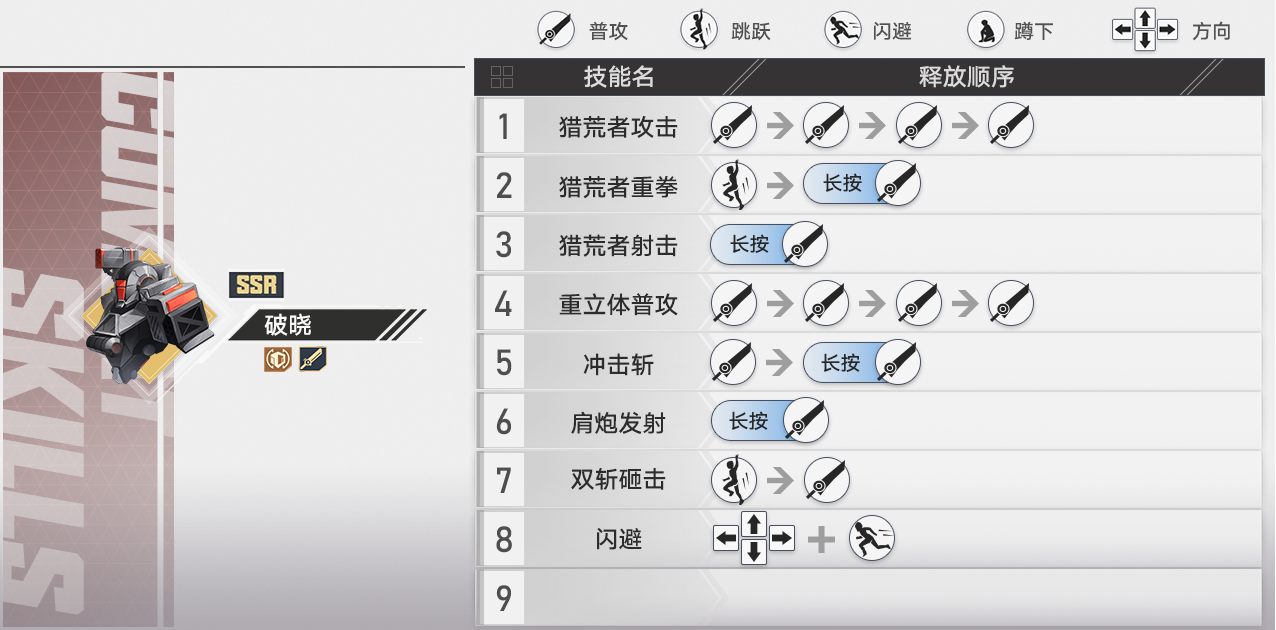 普攻 跳跃 闪避 蹲下 方向
技能名 释放顺序
1 猎荒者攻击
2 猎荒者重拳 长按
3 猎荒者射击 长按
4 重立体普攻
5 冲击斩 长按
6 肩炮发射 长按
7 双斩砸击
8 闪避
9
COMBAT
SKILLS
SSR
破晓